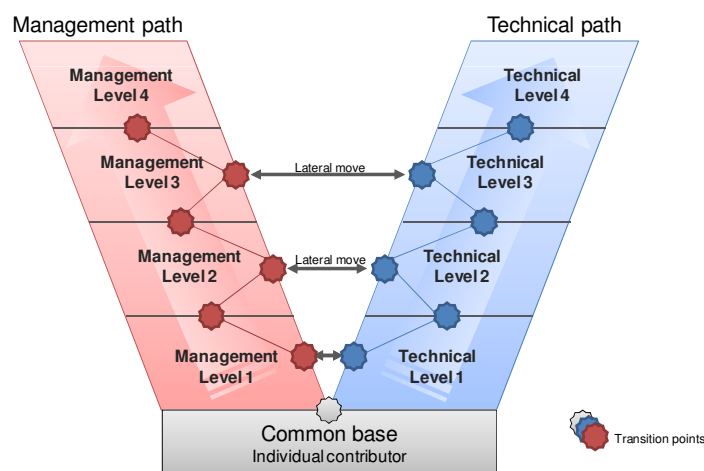 Management path
Technical path
Management
Level 4
Technical
Level 4
Management
Level 3
Lateral move
Technical
Level 3
Management
Level 2
Lateral move
Technical
Level 2
Management
Level 1
Technical
Level 1
Common base
Individual contributor
Transition points